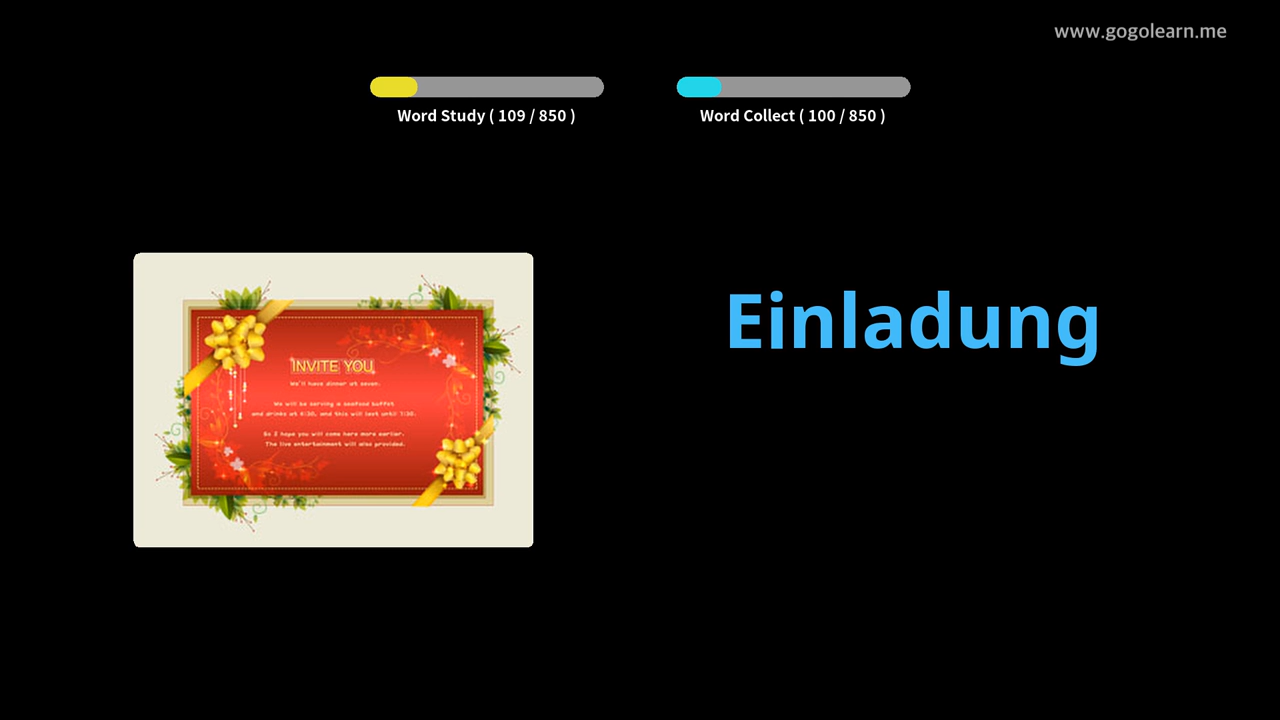 www.gogolearn.me
Word Study ( 109 / 850 )
Word Collect ( 100 / 850 )
Einladung
INVITE YOU
We'll have dinner at seven.
We will be serving a seafood buffet
and drinks at 6:30, and this will last until 7:30.
So I hope you will come here more earlier.
The live entertainment will also provided.